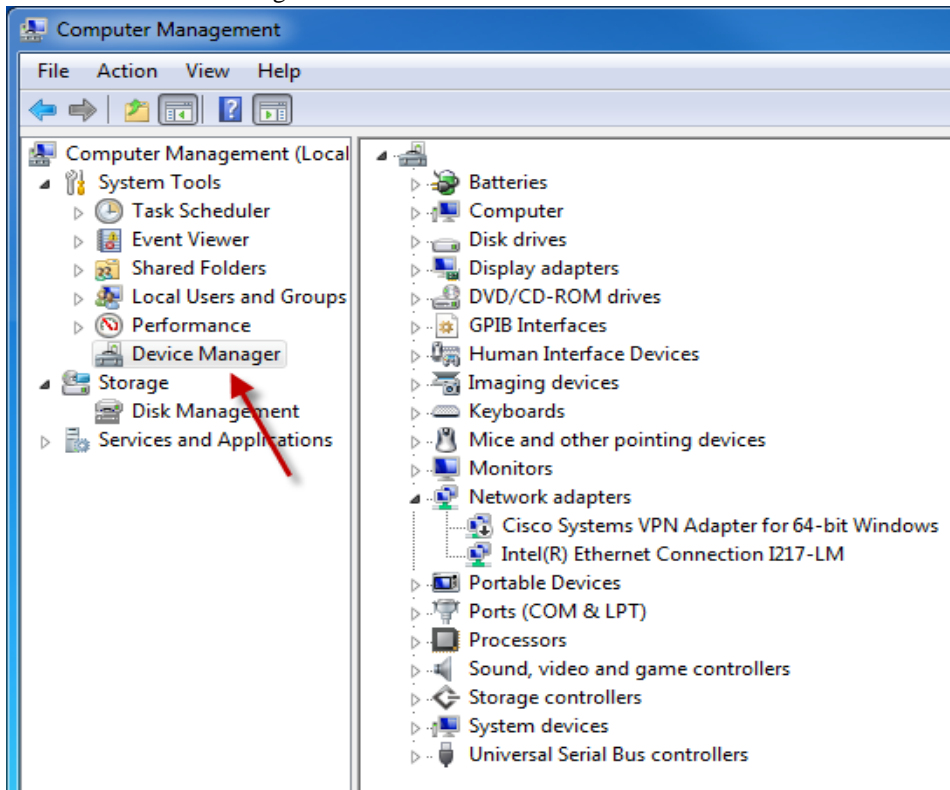 Computer Management
File Action View Help
Computer Management (Local
System Tools
Task Scheduler
Event Viewer
Shared Folders
Local Users and Groups
Performance
Device Manager
Storage
Disk Management
Services and Applications
Batteries
Computer
Disk drives
Display adapters
DVD/CD-ROM drives
GPIB Interfaces
Human Interface Devices
Imaging devices
Keyboards
Mice and other pointing devices
Monitors
Network adapters
Cisco Systems VPN Adapter for 64-bit Windows
Intel(R) Ethernet Connection I217-LM
Portable Devices
Ports (COM & LPT)
Processors
Sound, video and game controllers
Storage controllers
System devices
Universal Serial Bus controllers